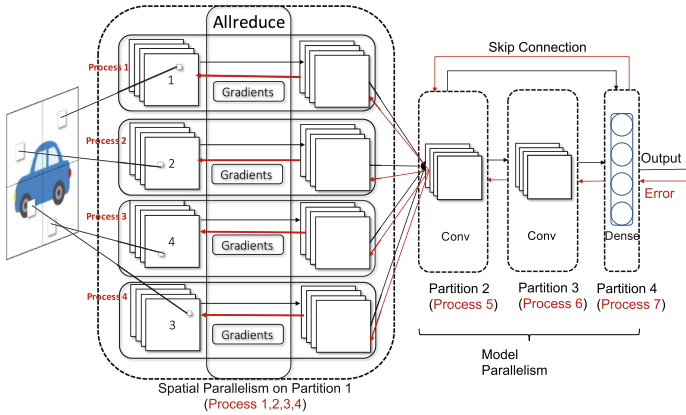 Allreduce
Process 1
1
Gradients
Process 2
2
Gradients
Process 3
4
Gradients
Process 4
3
Gradients
Spatial Parallelism on Partition 1
(Process 1,2,3,4)
Skip Connection
Conv
Conv
Dense
Output
Error
Partition 2
(Process 5)
Partition 3
(Process 6)
Partition 4
(Process 7)
Model
Parallelism